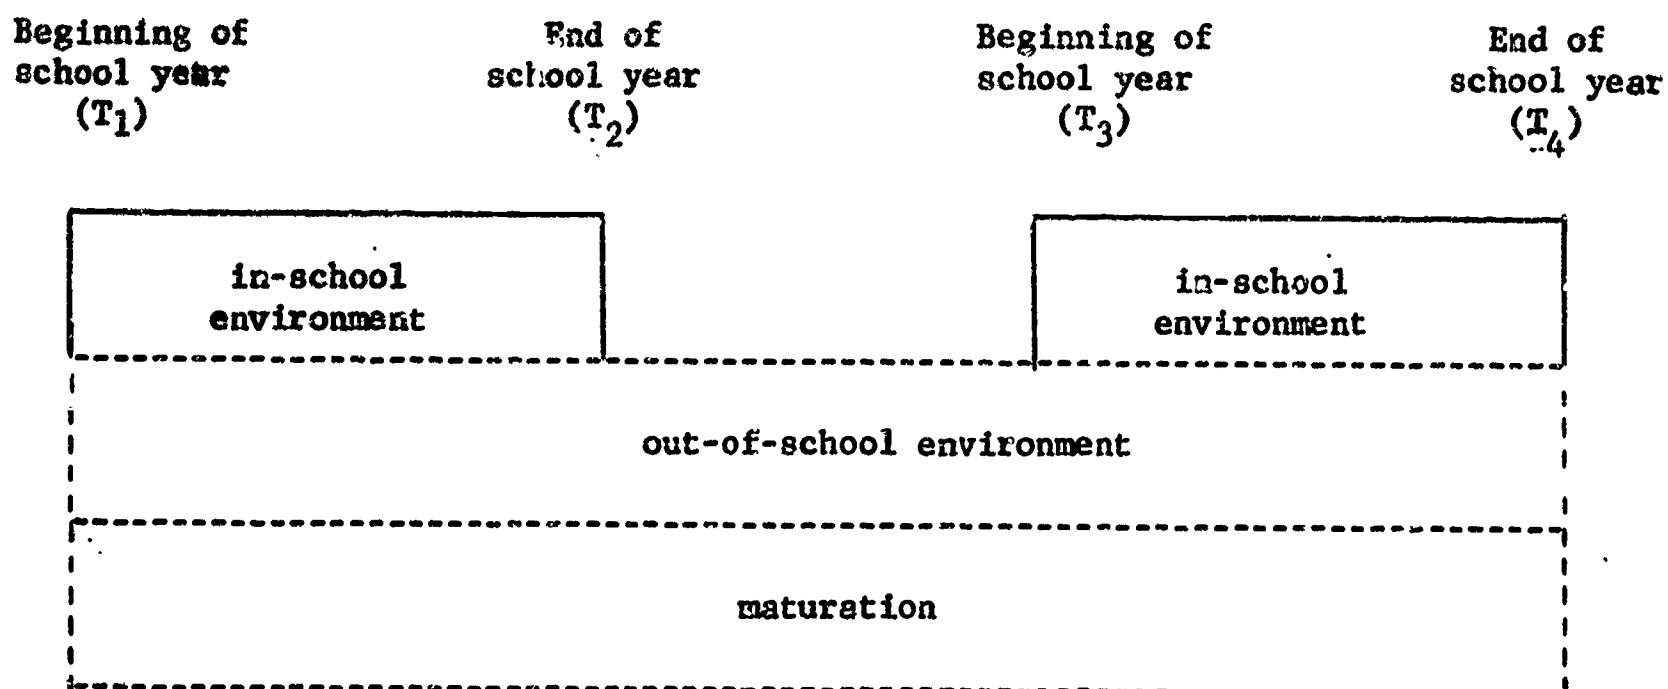 Beginning of
school year
(T1)
End of
school year
(T2)
Beginning of
school year
(T3)
End of
school year
(T4)
in-school
environment
in-school
environment
out-of-school environment
maturation